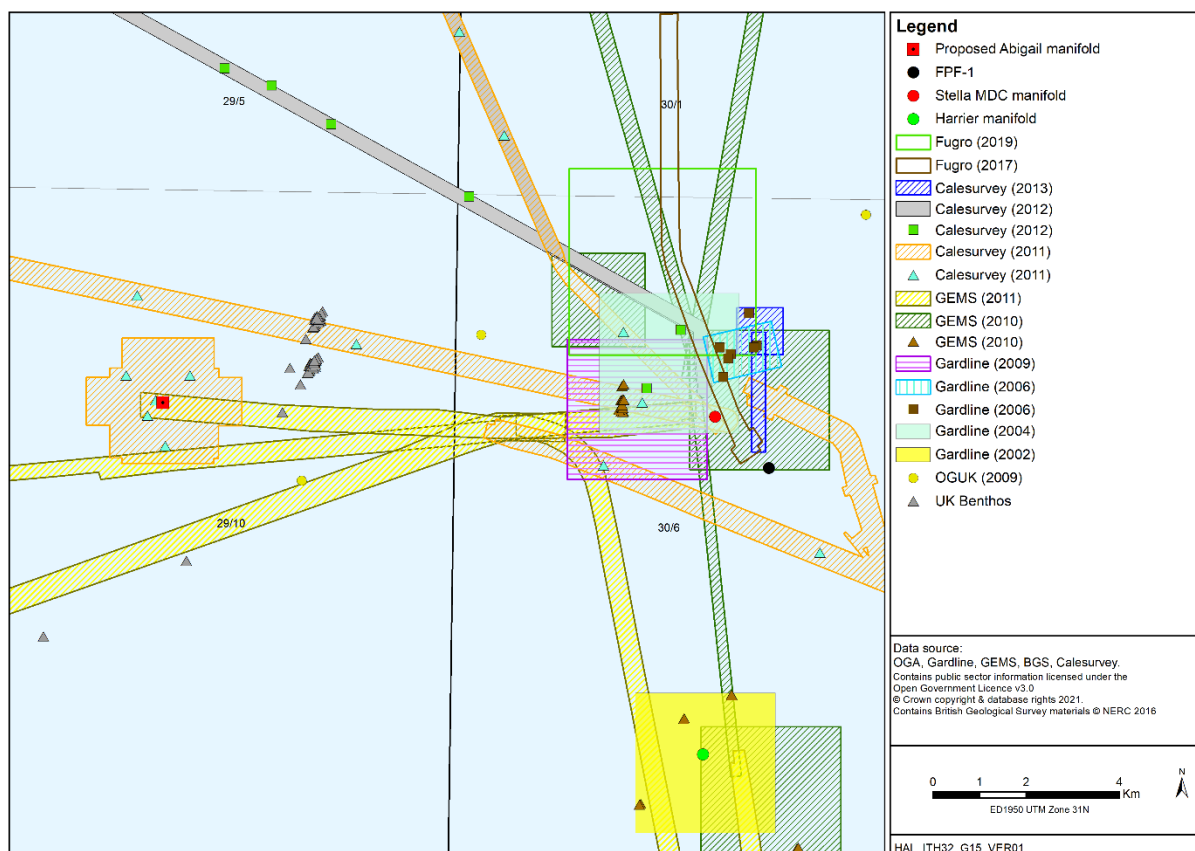 29/5
30/1
29/10
30/6
Legend
Proposed Abigail manifold
FPF-1
Stella MDC manifold
Harrier manifold
Fugro (2019)
Fugro (2017)
Calesurvey (2013)
Calesurvey (2012)
Calesurvey (2012)
Calesurvey (2011)
Calesurvey (2011)
GEMS (2011)
GEMS (2010)
GEMS (2010)
Gardline (2009)
Gardline (2006)
Gardline (2006)
Gardline (2004)
Gardline (2002)
OGUK (2009)
UK Benthos
Data source:
OGA, Gardline, GEMS, BGS, Calesurvey.
Contains public sector information licensed under the
Open Government Licence v3.0
© Crown copyright & database rights 2021.
Contains British Geological Survey materials © NERC 2016
0 1 2 4
Km
N
ED1950 UTM Zone 31N
HAL_ITH32_G15_VER01